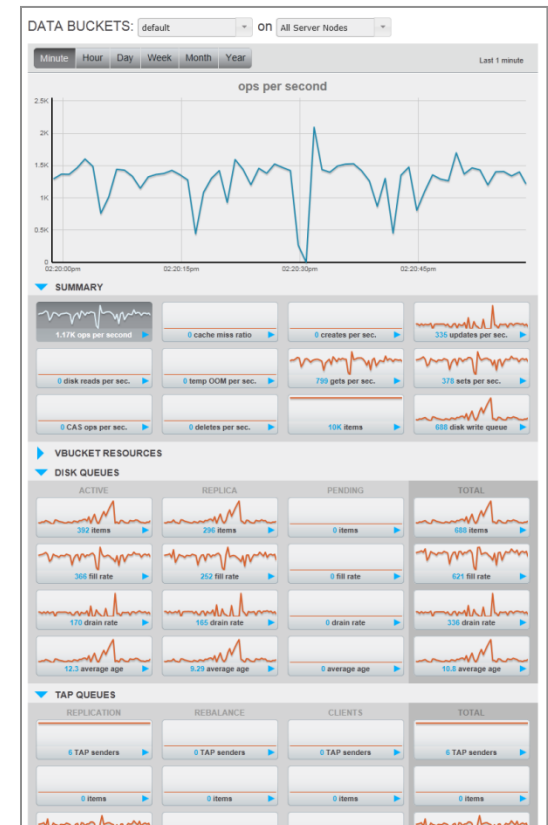 DATA BUCKETS: default on All Server Nodes
Minute Hour Day Week Month Year Last 1 minute
ops per second
2.5K
2K
1.5K
1K
0.5K
0
02:20:00pm 02:20:15pm 02:20:30pm 02:20:45pm
SUMMARY
1.17K ops per second 0 cache miss ratio 0 creates per sec. 335 updates per sec.
0 disk reads per sec. 0 temp OOM per sec. 799 gets per sec. 378 sets per sec.
0 CAS ops per sec. 0 deletes per sec. 10K items 688 disk write queue
VBUCKET RESOURCES
DISK QUEUES
ACTIVE REPLICA PENDING TOTAL
392 items 296 items 0 items 688 items
366 fill rate 252 fill rate 0 fill rate 621 fill rate
170 drain rate 165 drain rate 0 drain rate 336 drain rate
12.3 average age 9.29 average age 0 average age 10.8 average age
TAP QUEUES
REPLICATION REBALANCE CLIENTS TOTAL
6 TAP senders 0 TAP senders 0 TAP senders 6 TAP senders
0 items 0 items 0 items 0 items